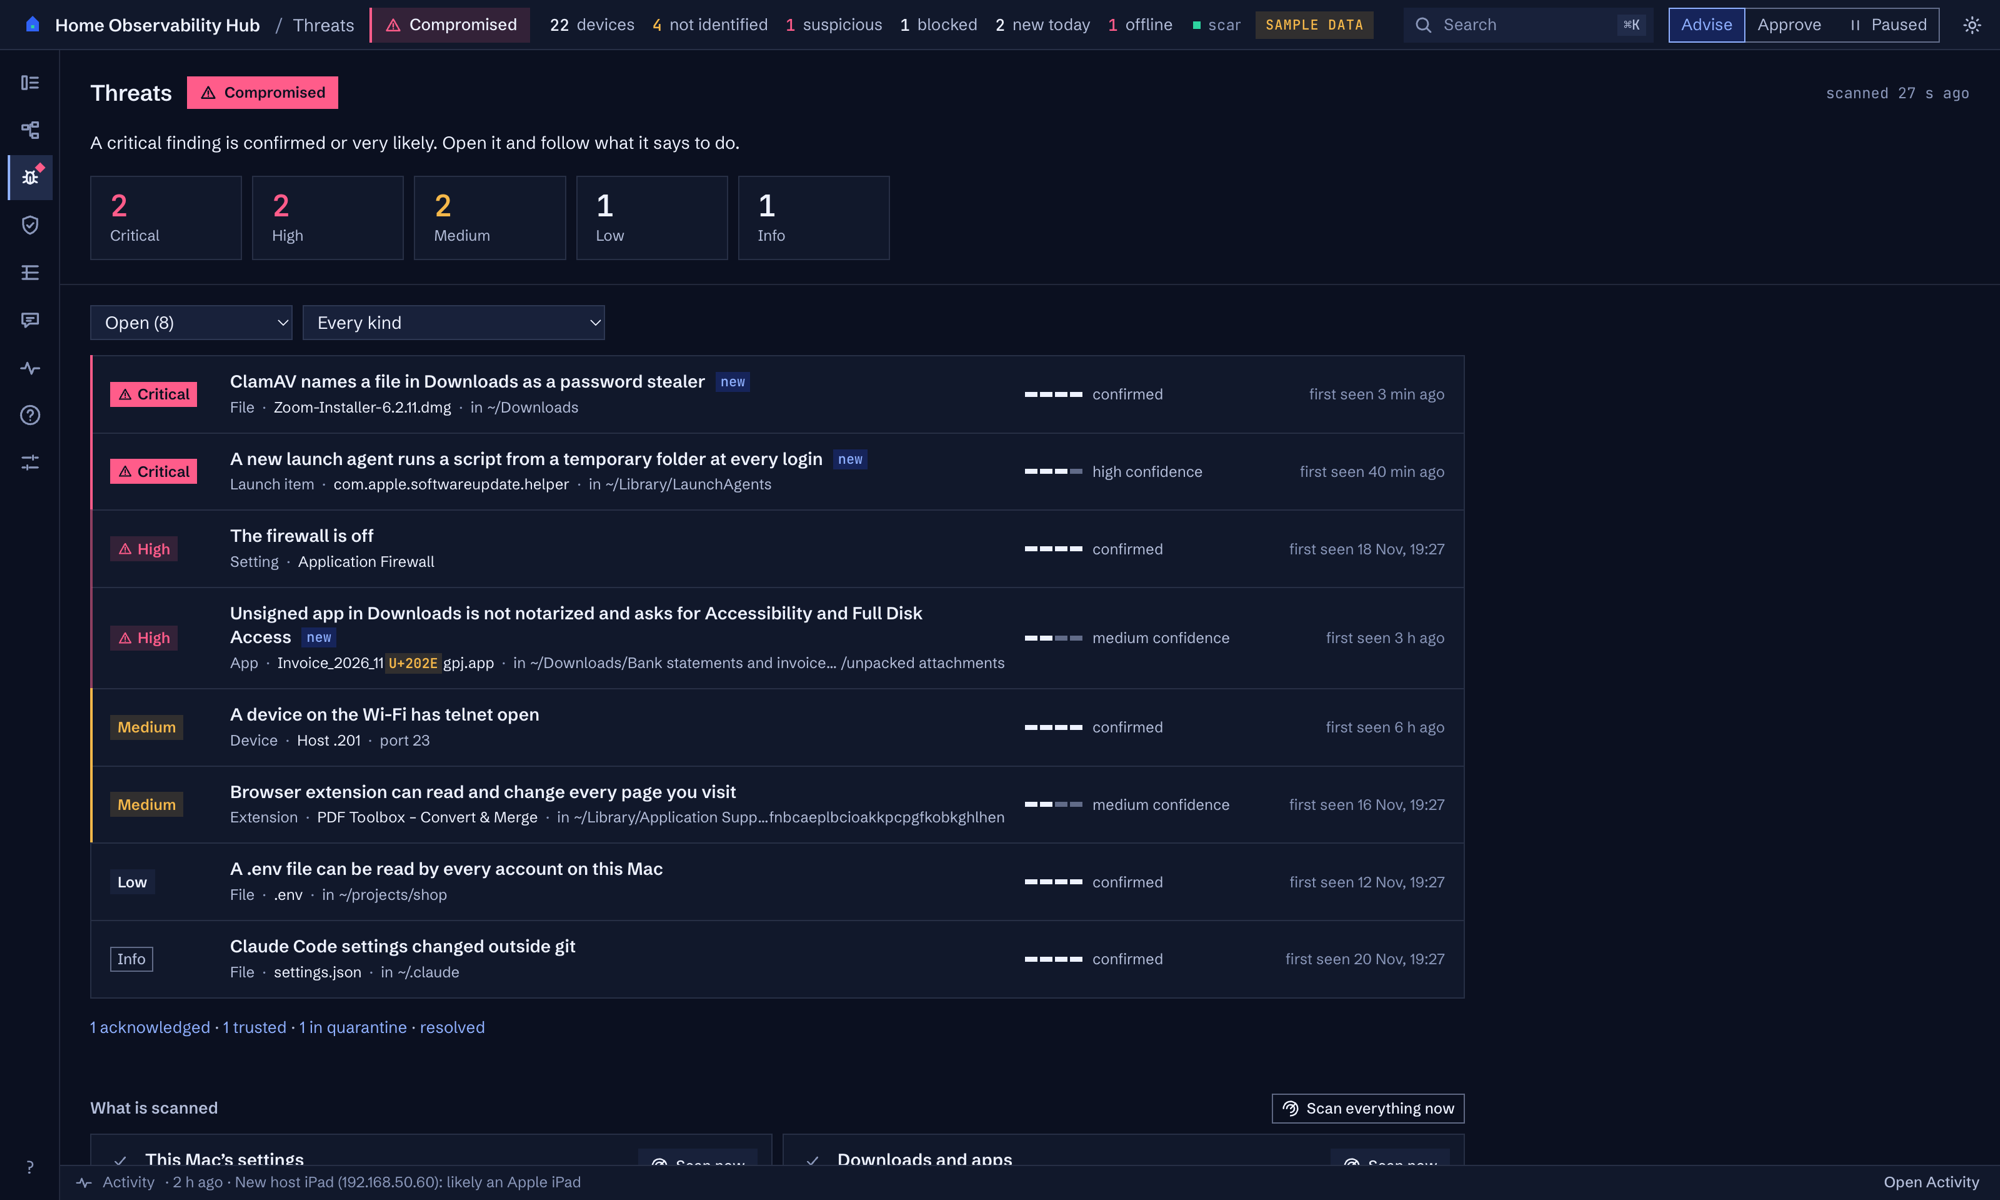 Home Observability Hub / Threats
Compromised
22 devices 4 not identified 1 suspicious 1 blocked 2 new today 1 offline scar
SAMPLE DATA
Search ⌘K
Advise Approve Paused
Threats Compromised
scanned 27 s ago
A critical finding is confirmed or very likely. Open it and follow what it says to do.
2 Critical
2 High
2 Medium
1 Low
1 Info
Open (8)
Every kind
Critical
ClamAV names a file in Downloads as a password stealer new
File · Zoom-Installer-6.2.11.dmg · in ~/Downloads
confirmed
first seen 3 min ago
Critical
A new launch agent runs a script from a temporary folder at every login new
Launch item · com.apple.softwareupdate.helper · in ~/Library/LaunchAgents
high confidence
first seen 40 min ago
High
The firewall is off
Setting · Application Firewall
confirmed
first seen 18 Nov, 19:27
High
Unsigned app in Downloads is not notarized and asks for Accessibility and Full Disk
Access new
App · Invoice_2026_11 U+202E gpj.app · in ~/Downloads/Bank statements and invoice… /unpacked attachments
medium confidence
first seen 3 h ago
Medium
A device on the Wi-Fi has telnet open
Device · Host .201 · port 23
confirmed
first seen 6 h ago
Medium
Browser extension can read and change every page you visit
Extension · PDF Toolbox – Convert & Merge · in ~/Library/Application Supp…fnbcaeplbcioakkpcpgfkobkghlhen
medium confidence
first seen 16 Nov, 19:27
Low
A .env file can be read by every account on this Mac
File · .env · in ~/projects/shop
confirmed
first seen 12 Nov, 19:27
Info
Claude Code settings changed outside git
File · settings.json · in ~/.claude
confirmed
first seen 20 Nov, 19:27
1 acknowledged · 1 trusted · 1 in quarantine · resolved
What is scanned
Scan everything now
This Mac's settings
Scan now
Downloads and apps
Scan now
?
Activity · 2 h ago · New host iPad (192.168.50.60): likely an Apple iPad
Open Activity